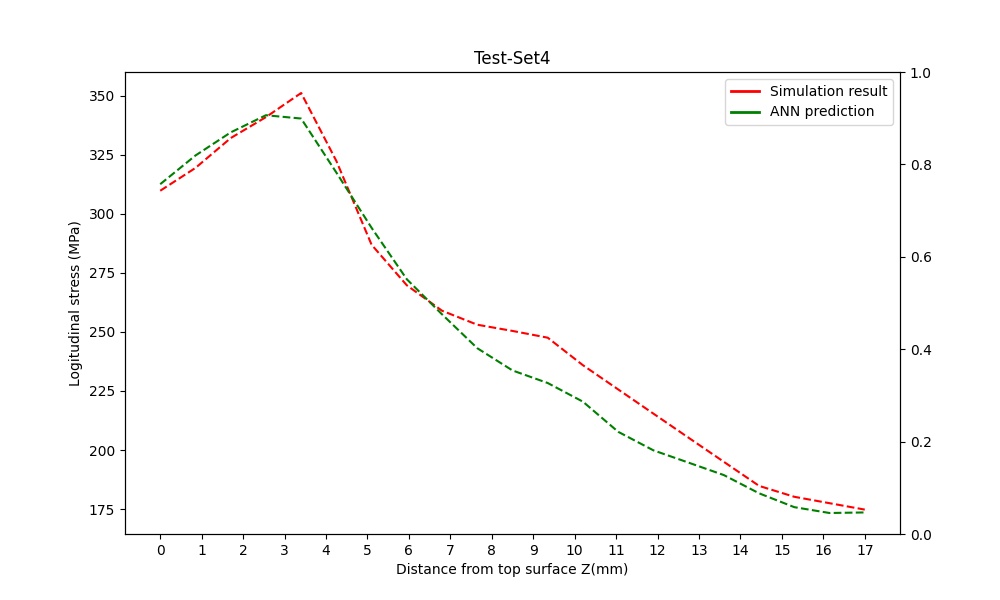 Test-Set4
Simulation result
ANN prediction
Logitudinal stress (MPa)
350
325
300
275
250
225
200
175
1.0
0.8
0.6
0.4
0.2
0.0
0 1 2 3 4 5 6 7 8 9 10 11 12 13 14 15 16 17
Distance from top surface Z(mm)